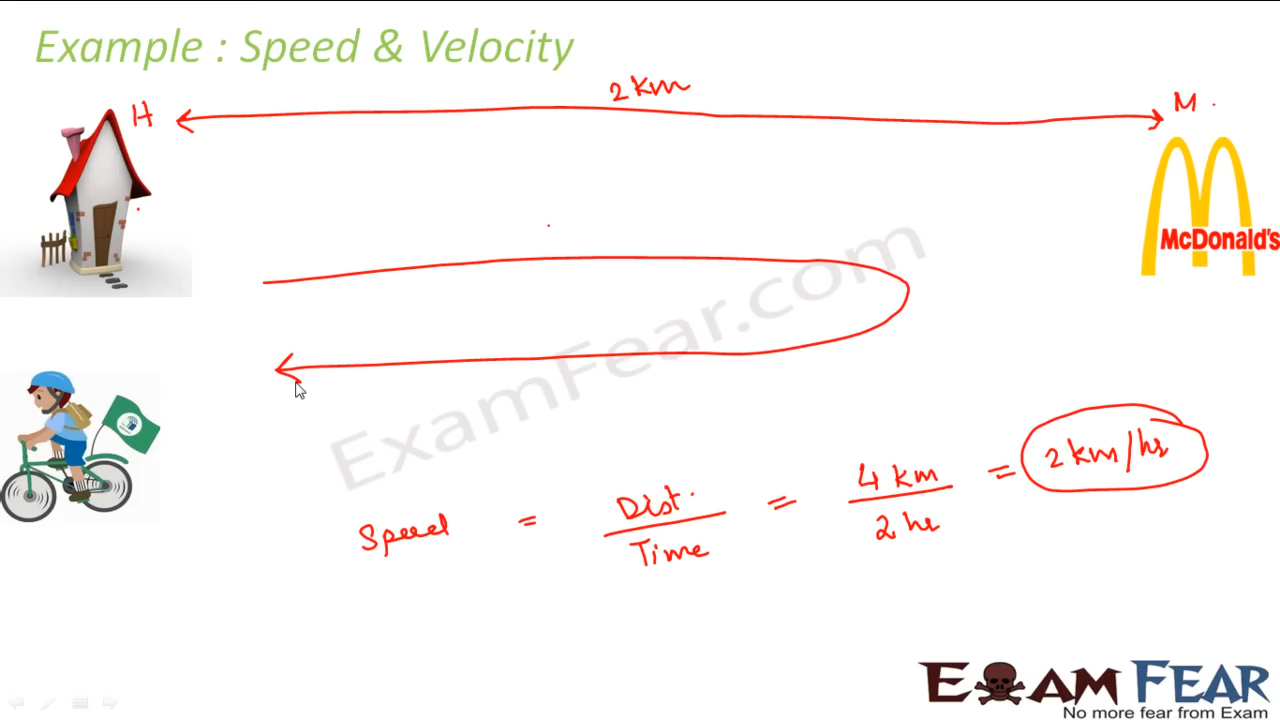 Example : Speed & Velocity
2 km
H
M
McDonald's
ExamFear.com
Speed = Dist. / Time = 4 km / 2 hr = 2 km/hr
EXAM FEAR
No more fear from Exam